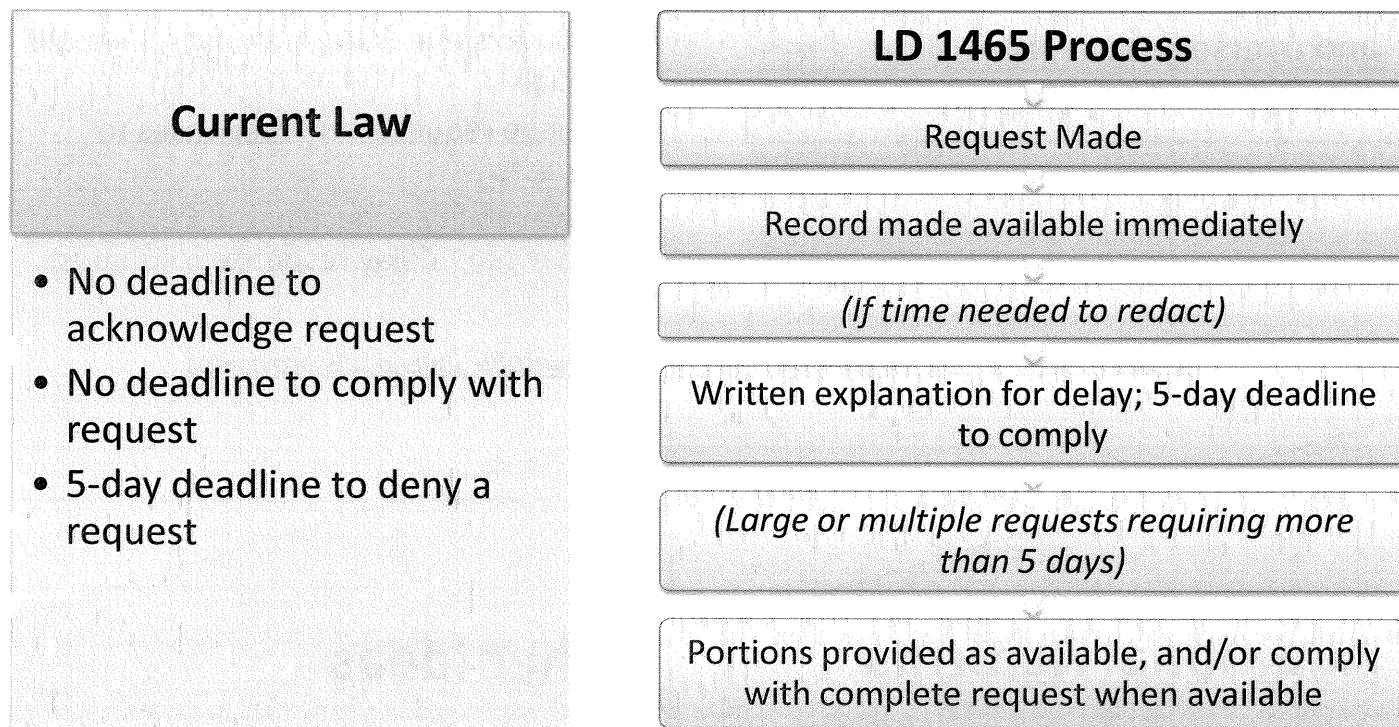 Current Law
• No deadline to
acknowledge request
• No deadline to comply with
request
• 5-day deadline to deny a
request
LD 1465 Process
Request Made
Record made available immediately
(If time needed to redact)
Written explanation for delay; 5-day deadline
to comply
(Large or multiple requests requiring more
than 5 days)
Portions provided as available, and/or comply
with complete request when available